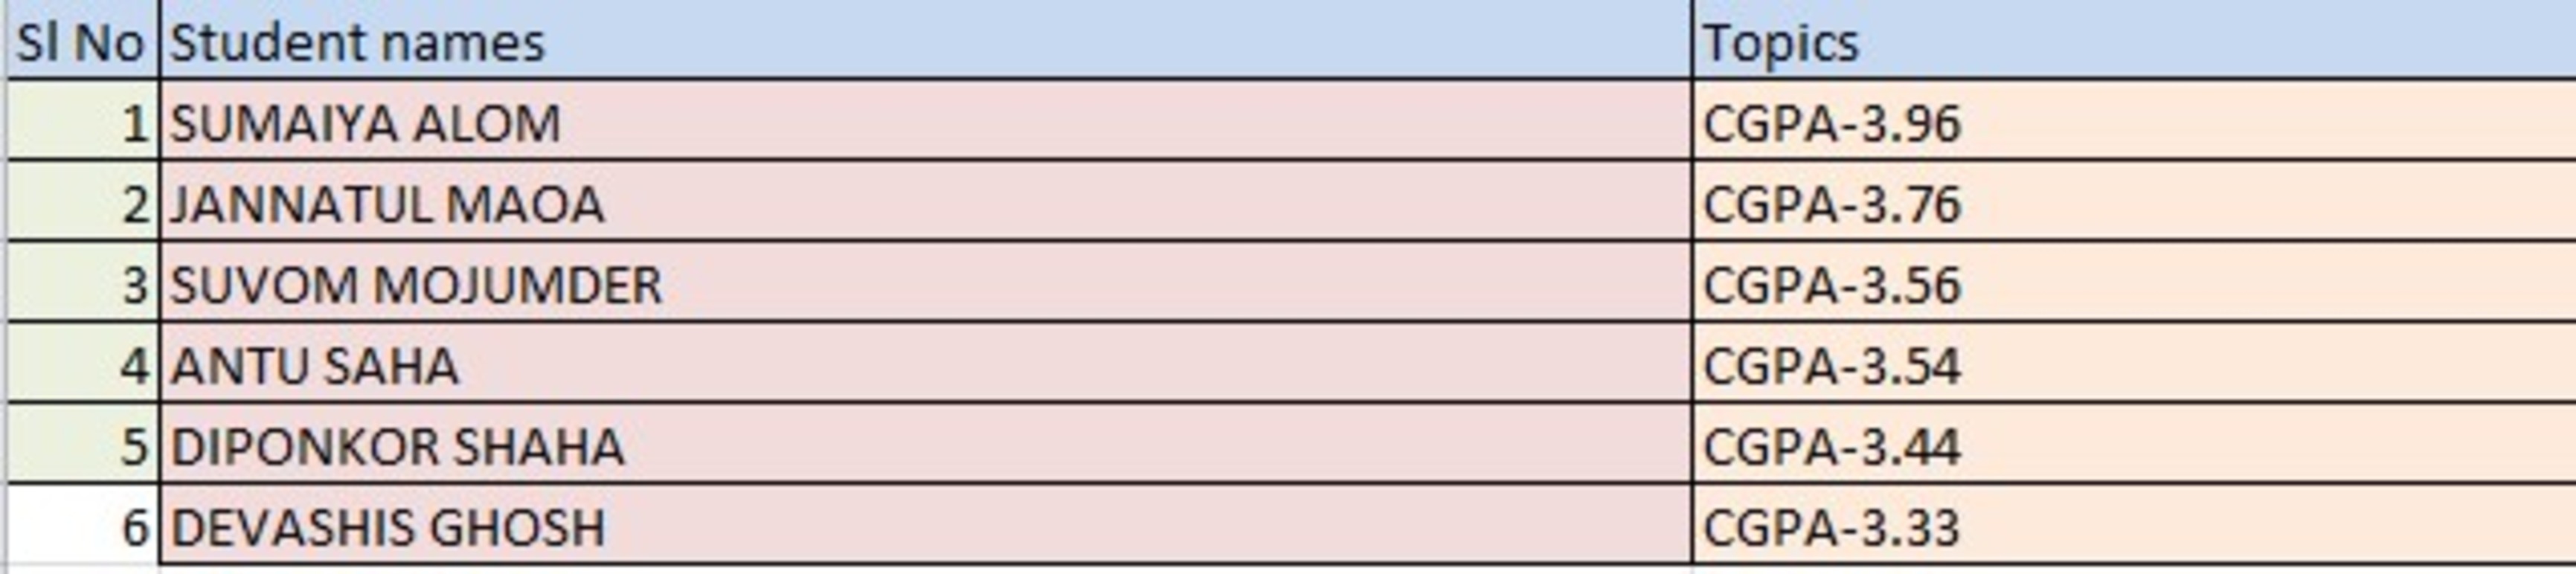 Sl No Student names Topics
1 SUMAIYA ALOM CGPA-3.96
2 JANNATUL MAOA CGPA-3.76
3 SUVOM MOJUMDER CGPA-3.56
4 ANTU SAHA CGPA-3.54
5 DIPONKOR SHAHA CGPA-3.44
6 DEVASHIS GHOSH CGPA-3.33